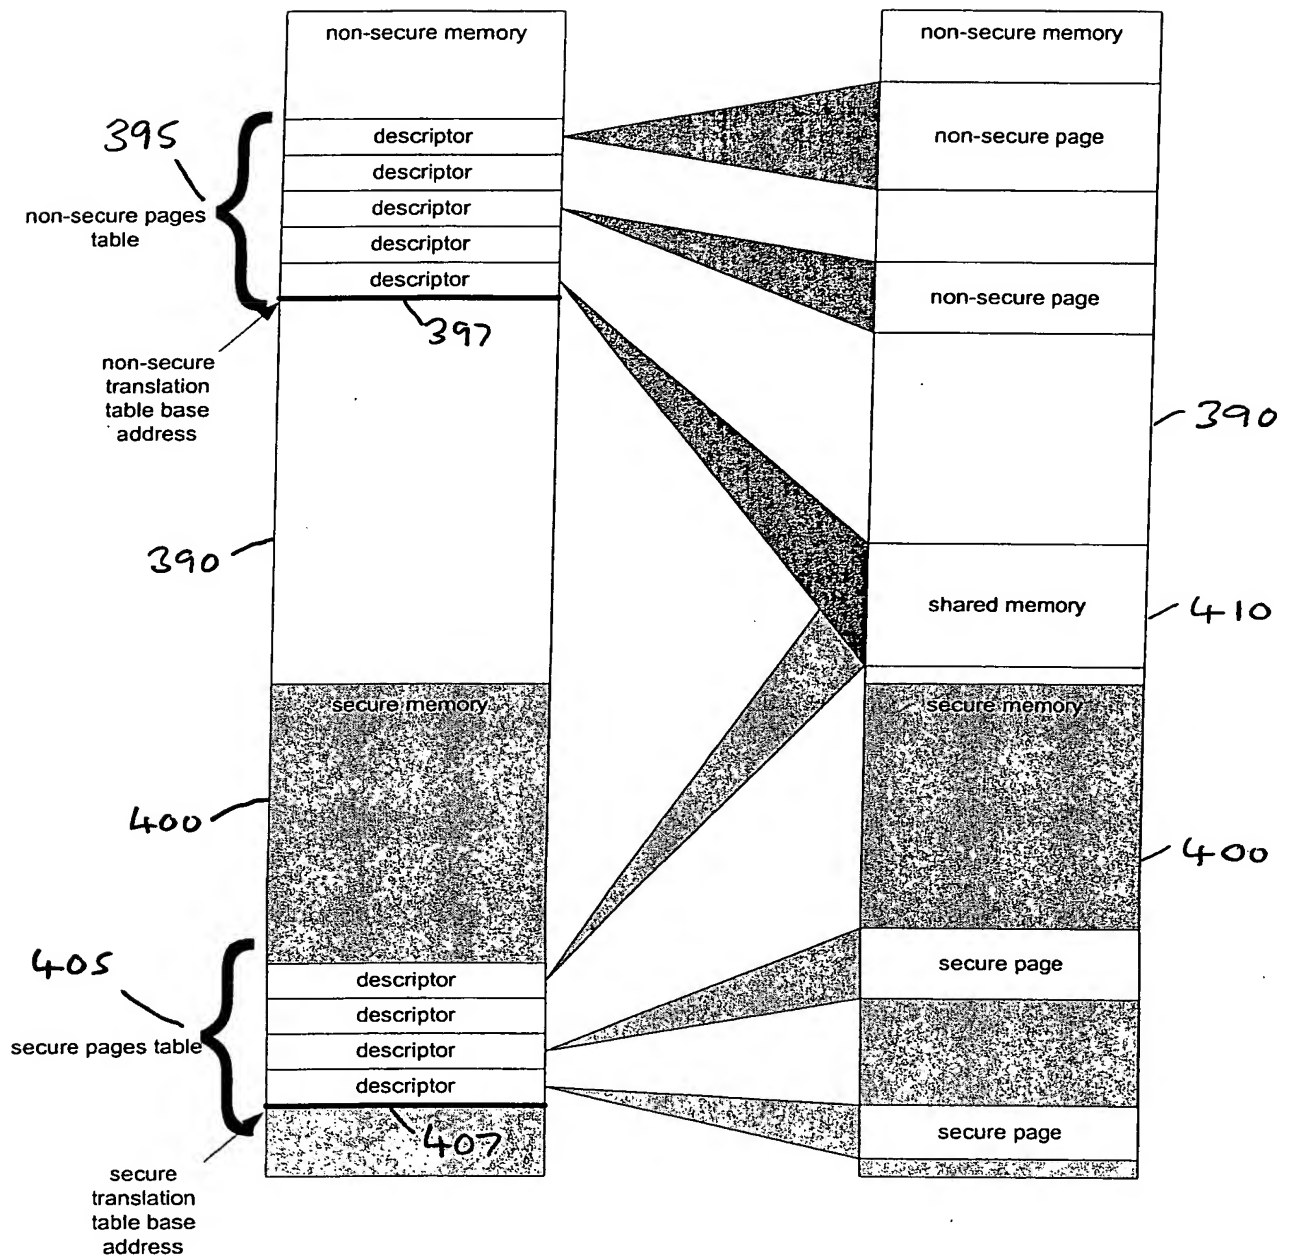 non-secure memory
non-secure memory
descriptor
non-secure page
395
descriptor
descriptor
non-secure pages
table
descriptor
descriptor
non-secure page
397
non-secure
translation
table base
address
390
390
shared memory
410
secure memory
secure memory
400
400
405
descriptor
secure page
descriptor
secure pages table
descriptor
descriptor
407
secure page
secure
translation
table base
address